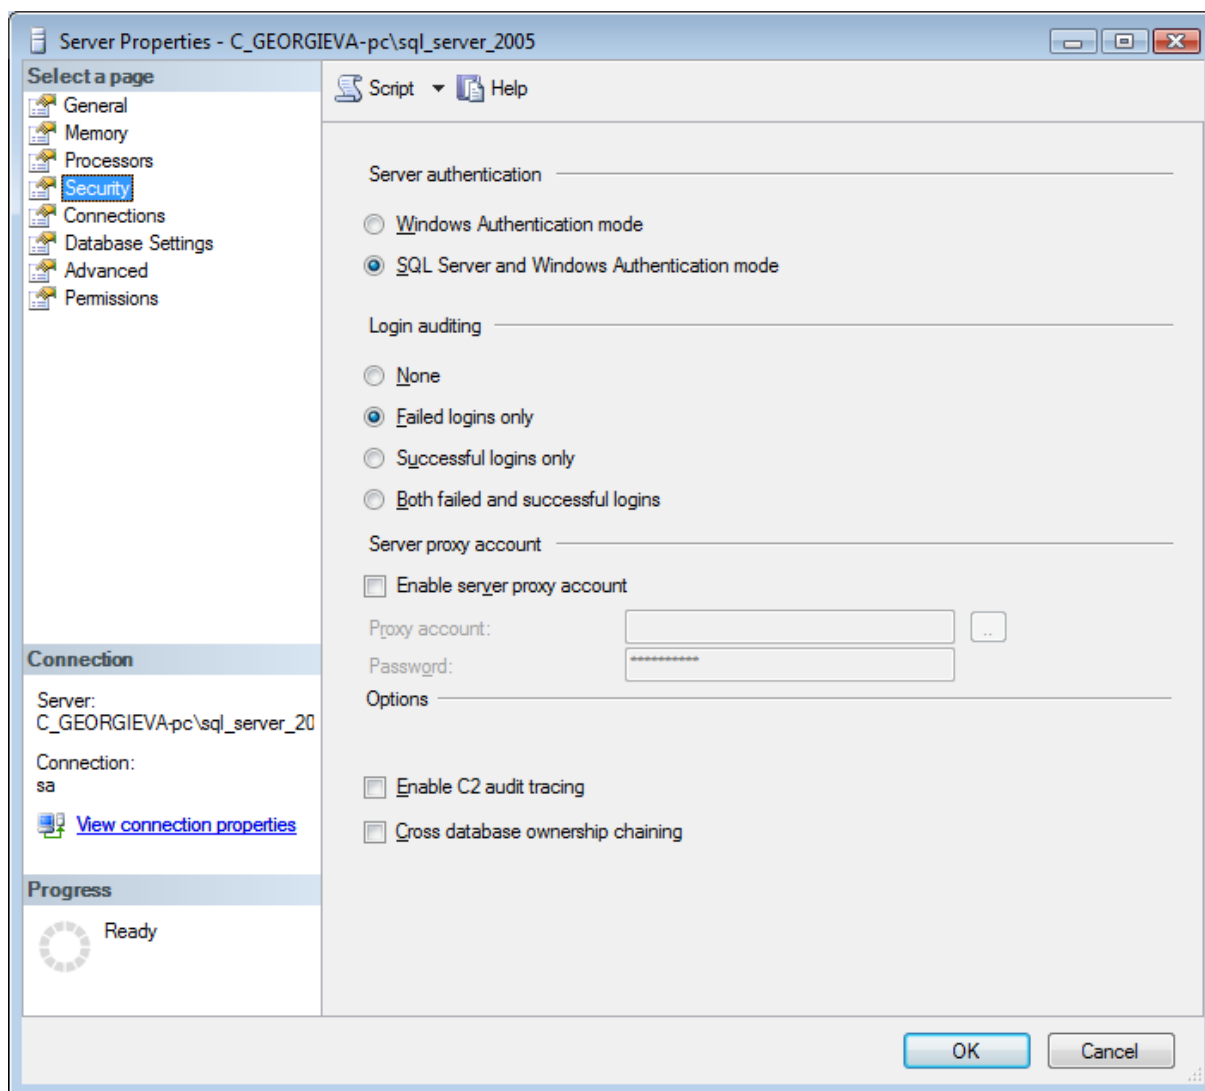 Server Properties - C_GEORGIEVA-pc\sql_server_2005
Select a page
General
Memory
Processors
Security
Connections
Database Settings
Advanced
Permissions
Connection
Server:
C_GEORGIEVA-pc\sql_server_20
Connection:
sa
View connection properties
Progress
Ready
Script Help
Server authentication
Windows Authentication mode
SQL Server and Windows Authentication mode
Login auditing
None
Failed logins only
Successful logins only
Both failed and successful logins
Server proxy account
Enable server proxy account
Proxy account:
..
Password: **********
Options
Enable C2 audit tracing
Cross database ownership chaining
OK Cancel